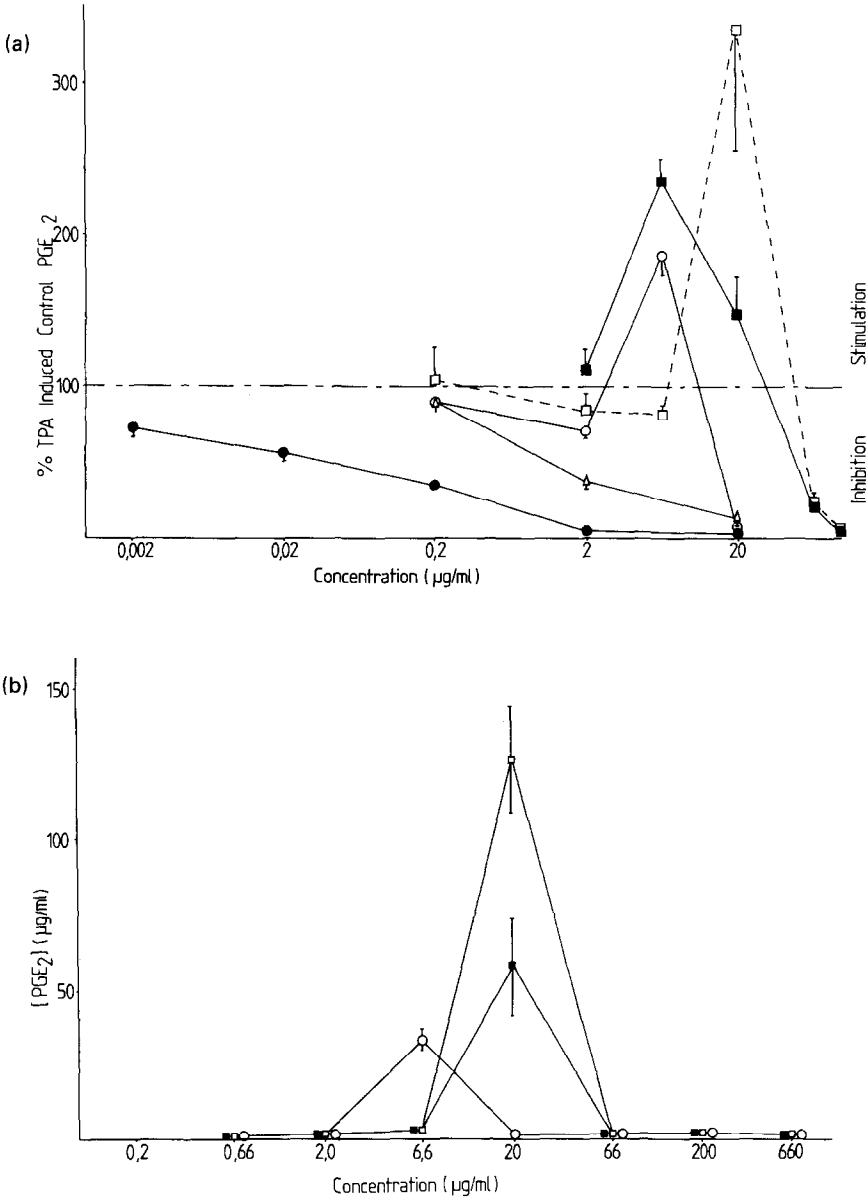 (a)
300
200
100
% TPA Induced Control PGE 2
Stimulation
Inhibition
0,002
0,02
0,2
2
20
Concentration ( µg/ml )
(b)
150
100
50
[ PGE2] ( µg/ml)
0,2
0,66
2,0
6,6
20
66
200
660
Concentration ( µg/ml )